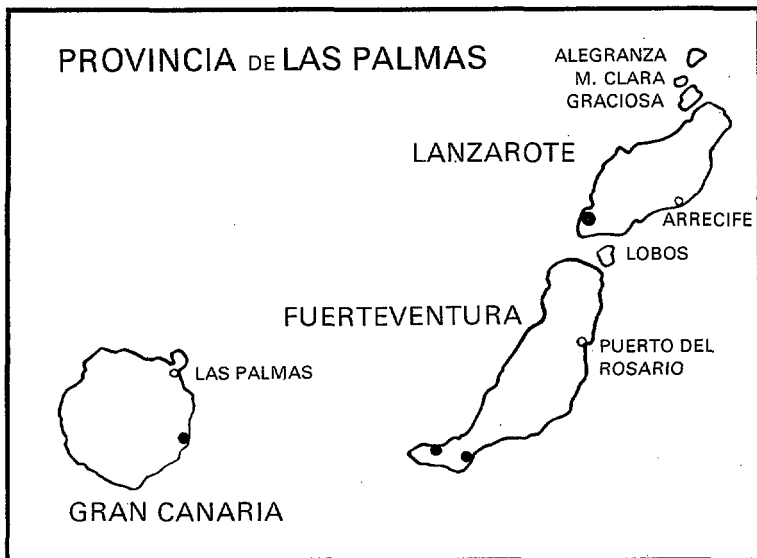 PROVINCIA DE LAS PALMAS
ALEGRANZA
M. CLARA
GRACIOSA
LANZAROTE
ARRECIFE
LOBOS
FUERTEVENTURA
PUERTO DEL
ROSARIO
LAS PALMAS
GRAN CANARIA